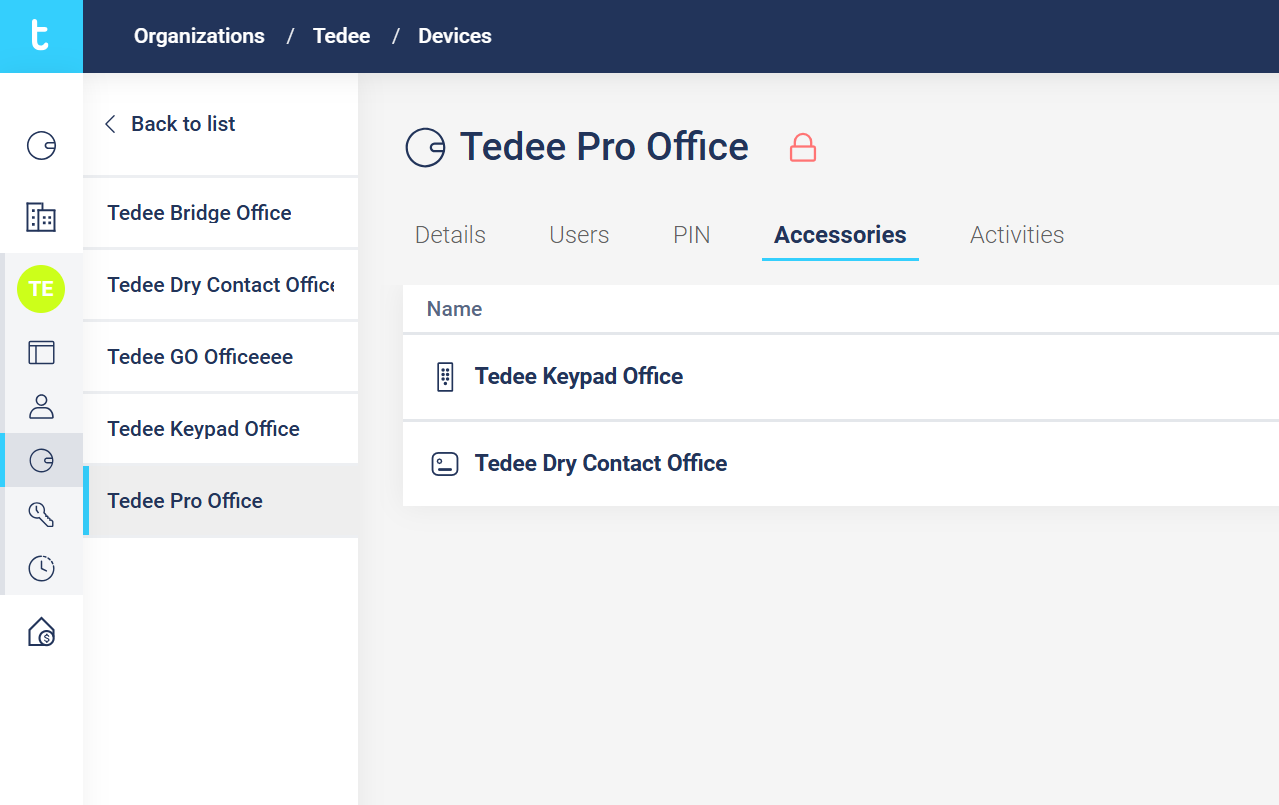 t
Organizations / Tedee / Devices
Back to list
Tedee Bridge Office
Tedee Dry Contact Office
Tedee GO Officeeee
Tedee Keypad Office
Tedee Pro Office
TE
$
Tedee Pro Office
Details Users PIN Accessories Activities
Name
Tedee Keypad Office
Tedee Dry Contact Office